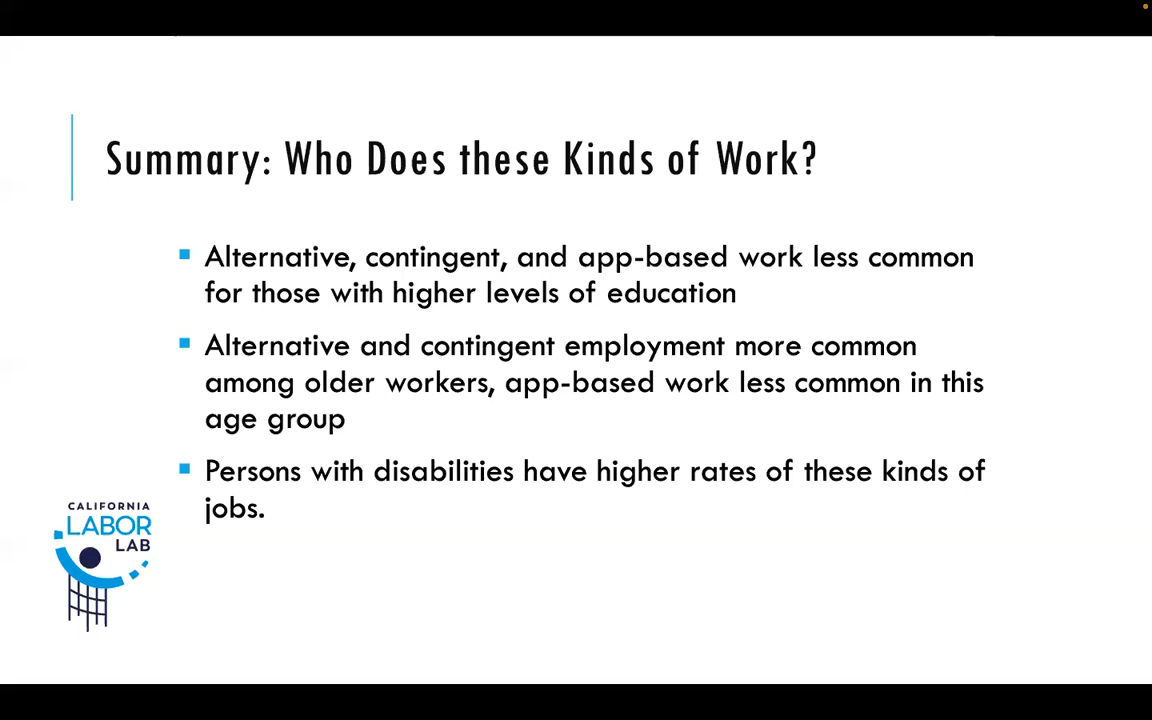 Summary: Who Does these Kinds of Work?
Alternative, contingent, and app-based work less common
for those with higher levels of education
Alternative and contingent employment more common
among older workers, app-based work less common in this
age group
Persons with disabilities have higher rates of these kinds of
jobs.
CALIFORNIA
LABOR
LAB